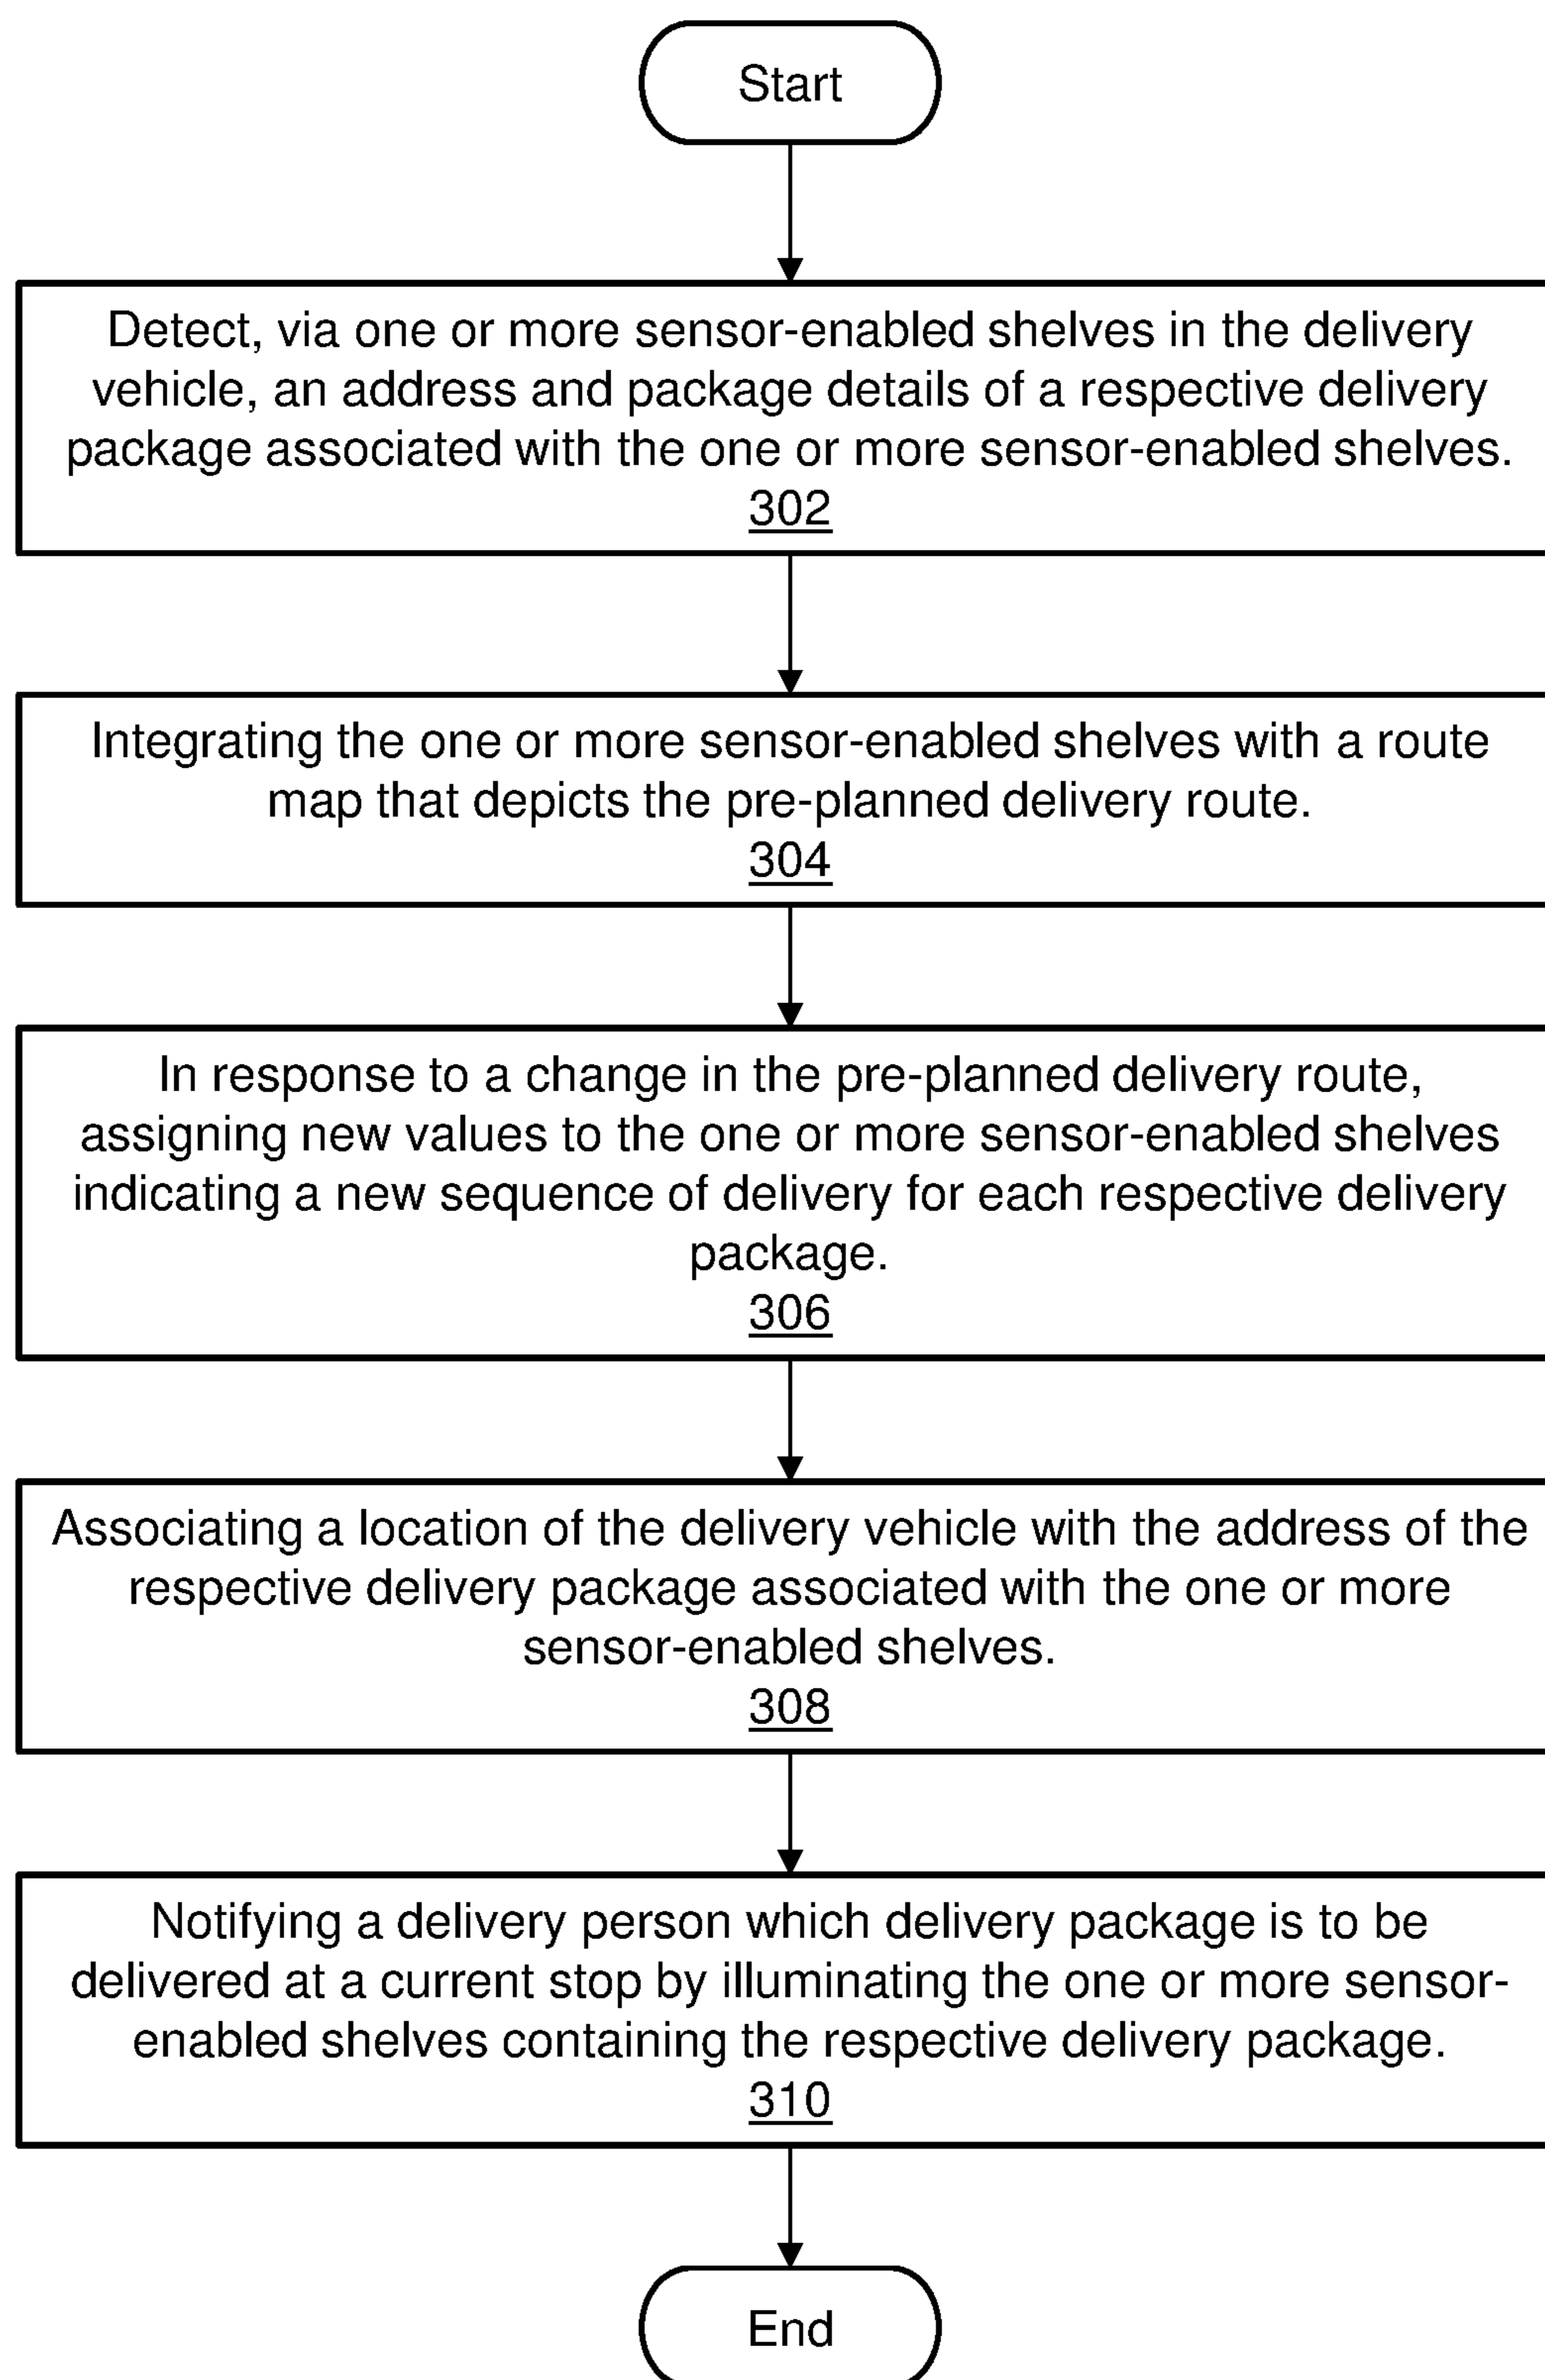 Start
Detect, via one or more sensor-enabled shelves in the delivery
vehicle, an address and package details of a respective delivery
package associated with the one or more sensor-enabled shelves.
302
Integrating the one or more sensor-enabled shelves with a route
map that depicts the pre-planned delivery route.
304
In response to a change in the pre-planned delivery route,
assigning new values to the one or more sensor-enabled shelves
indicating a new sequence of delivery for each respective delivery
package.
306
Associating a location of the delivery vehicle with the address of the
respective delivery package associated with the one or more
sensor-enabled shelves.
308
Notifying a delivery person which delivery package is to be
delivered at a current stop by illuminating the one or more sensor-
enabled shelves containing the respective delivery package.
310
End